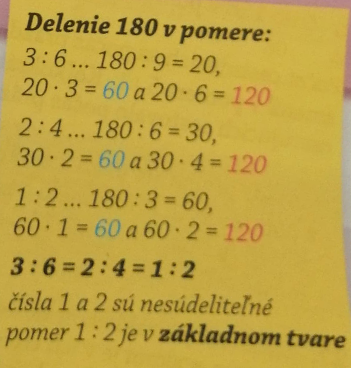 Delenie 180 v pomere:
3 : 6 ... 180 : 9 = 20,
20 · 3 = 60 a 20 · 6 = 120
2 : 4 ... 180 : 6 = 30,
30 · 2 = 60 a 30 · 4 = 120
1 : 2 ... 180 : 3 = 60,
60 · 1 = 60 a 60 · 2 = 120
3 : 6 = 2 : 4 = 1 : 2
čísla 1 a 2 sú nesúdeliteľné
pomer 1 : 2 je v základnom tvare